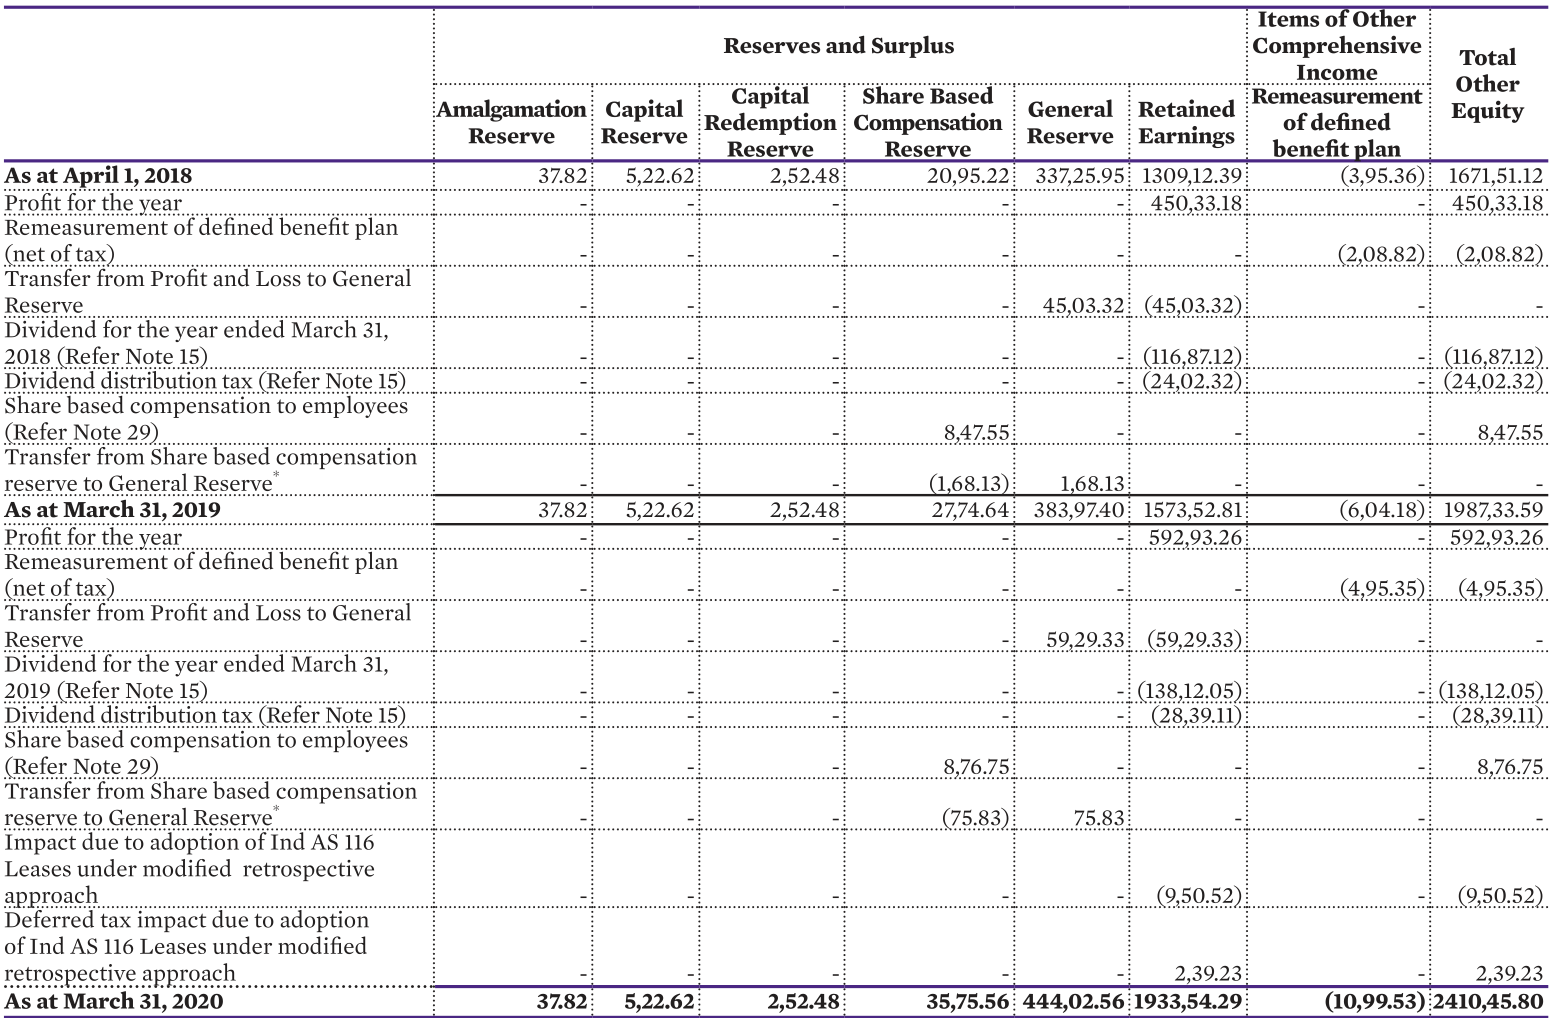 Reserves and Surplus
Items of Other Comprehensive Income
Total Other Equity
Amalgamation Reserve
Capital Reserve
Capital Redemption Reserve
Share Based Compensation Reserve
General Reserve
Retained Earnings
Remeasurement of defined benefit plan
As at April 1, 2018 37.82 5,22.62 2,52.48 20,95.22 337,25.95 1309,12.39 (3,95.36) 1671,51.12
Profit for the year - - - - - 450,33.18 - 450,33.18
Remeasurement of defined benefit plan
(net of tax) - - - - - - (2,08.82) (2,08.82)
Transfer from Profit and Loss to General
Reserve - - - - 45,03.32 (45,03.32) - -
Dividend for the year ended March 31,
2018 (Refer Note 15) - - - - - (116,87.12) - (116,87.12)
Dividend distribution tax (Refer Note 15) - - - - - (24,02.32) - (24,02.32)
Share based compensation to employees
(Refer Note 29) - - - 8,47.55 - - - 8,47.55
Transfer from Share based compensation
reserve to General Reserve* - - - (1,68.13) 1,68.13 - - -
As at March 31, 2019 37.82 5,22.62 2,52.48 27,74.64 383,97.40 1573,52.81 (6,04.18) 1987,33.59
Profit for the year - - - - - 592,93.26 - 592,93.26
Remeasurement of defined benefit plan
(net of tax) - - - - - - (4,95.35) (4,95.35)
Transfer from Profit and Loss to General
Reserve - - - - 59,29.33 (59,29.33) - -
Dividend for the year ended March 31,
2019 (Refer Note 15) - - - - - (138,12.05) - (138,12.05)
Dividend distribution tax (Refer Note 15) - - - - - (28,39.11) - (28,39.11)
Share based compensation to employees
(Refer Note 29) - - - 8,76.75 - - - 8,76.75
Transfer from Share based compensation
reserve to General Reserve* - - - (75.83) 75.83 - - -
Impact due to adoption of Ind AS 116
Leases under modified retrospective
approach - - - - - (9,50.52) - (9,50.52)
Deferred tax impact due to adoption
of Ind AS 116 Leases under modified
retrospective approach - - - - - 2,39.23 - 2,39.23
As at March 31, 2020 37.82 5,22.62 2,52.48 35,75.56 444,02.56 1933,54.29 (10,99.53) 2410,45.80